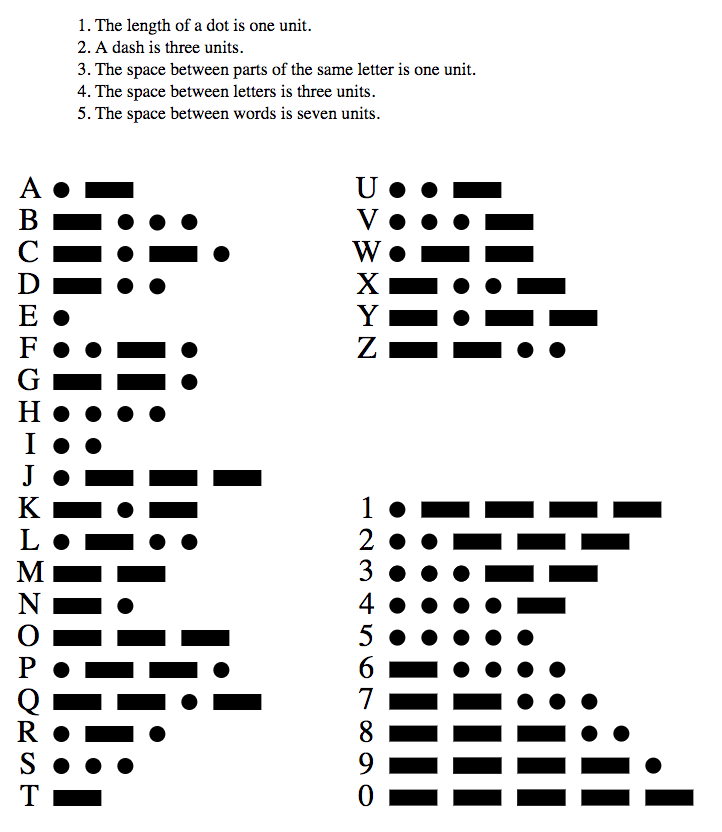 1. The length of a dot is one unit.
2. A dash is three units.
3. The space between parts of the same letter is one unit.
4. The space between letters is three units.
5. The space between words is seven units.
A
B
C
D
E
F
G
H
I
J
K
L
M
N
O
P
Q
R
S
T
U
V
W
X
Y
Z
1
2
3
4
5
6
7
8
9
0